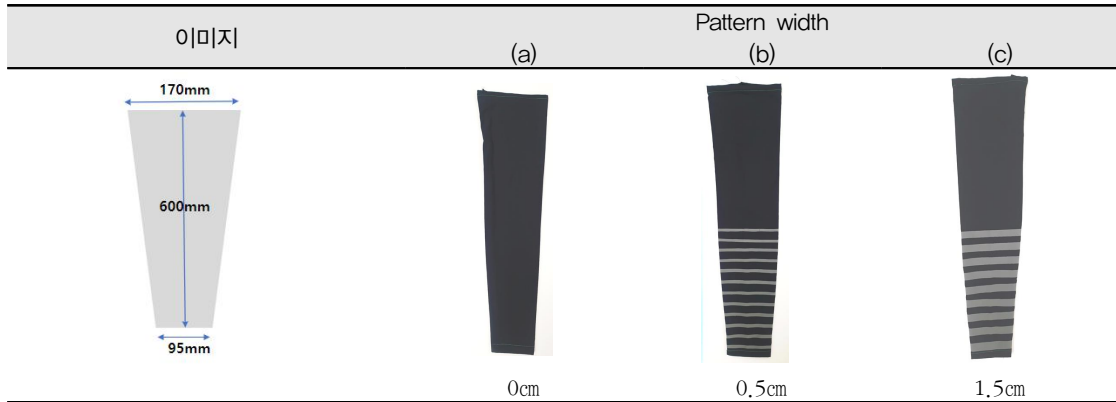 이미지
Pattern width
(a) (b) (c)
170mm
600mm
95mm
0㎝ 0.5㎝ 1.5㎝